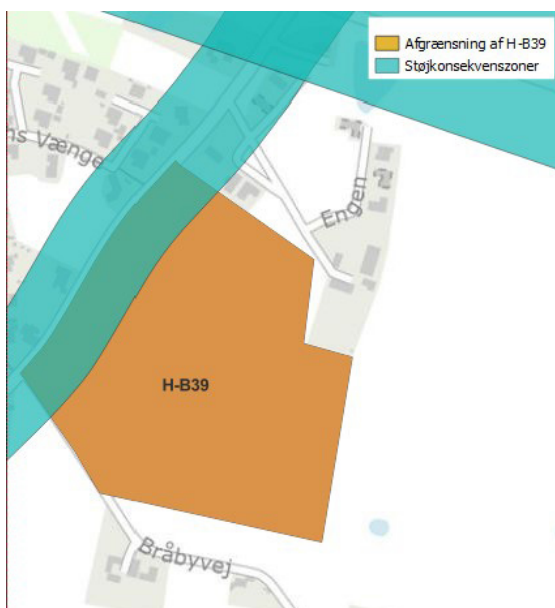 Afgrænsning af H-B39
Støjkonsekvenszoner
ns Vænge
Engen
H-B39
Bråbyvej